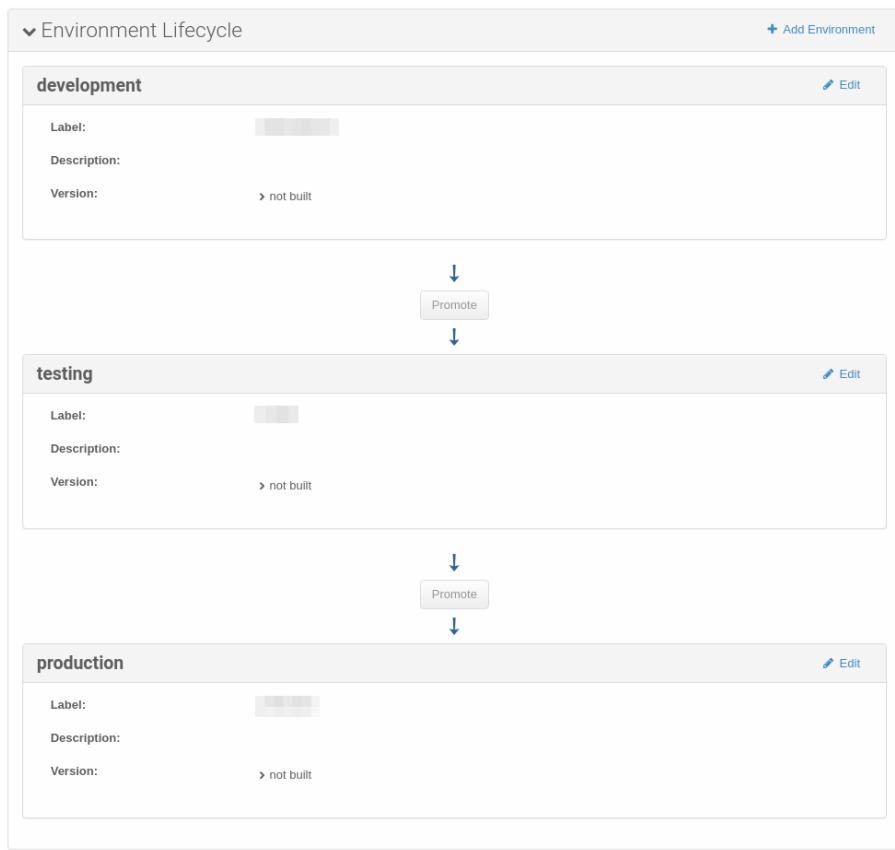 Environment Lifecycle
Add Environment
development
Edit
Label:
Description:
Version:
not built
Promote
testing
Edit
Label:
Description:
Version:
not built
Promote
production
Edit
Label:
Description:
Version:
not built